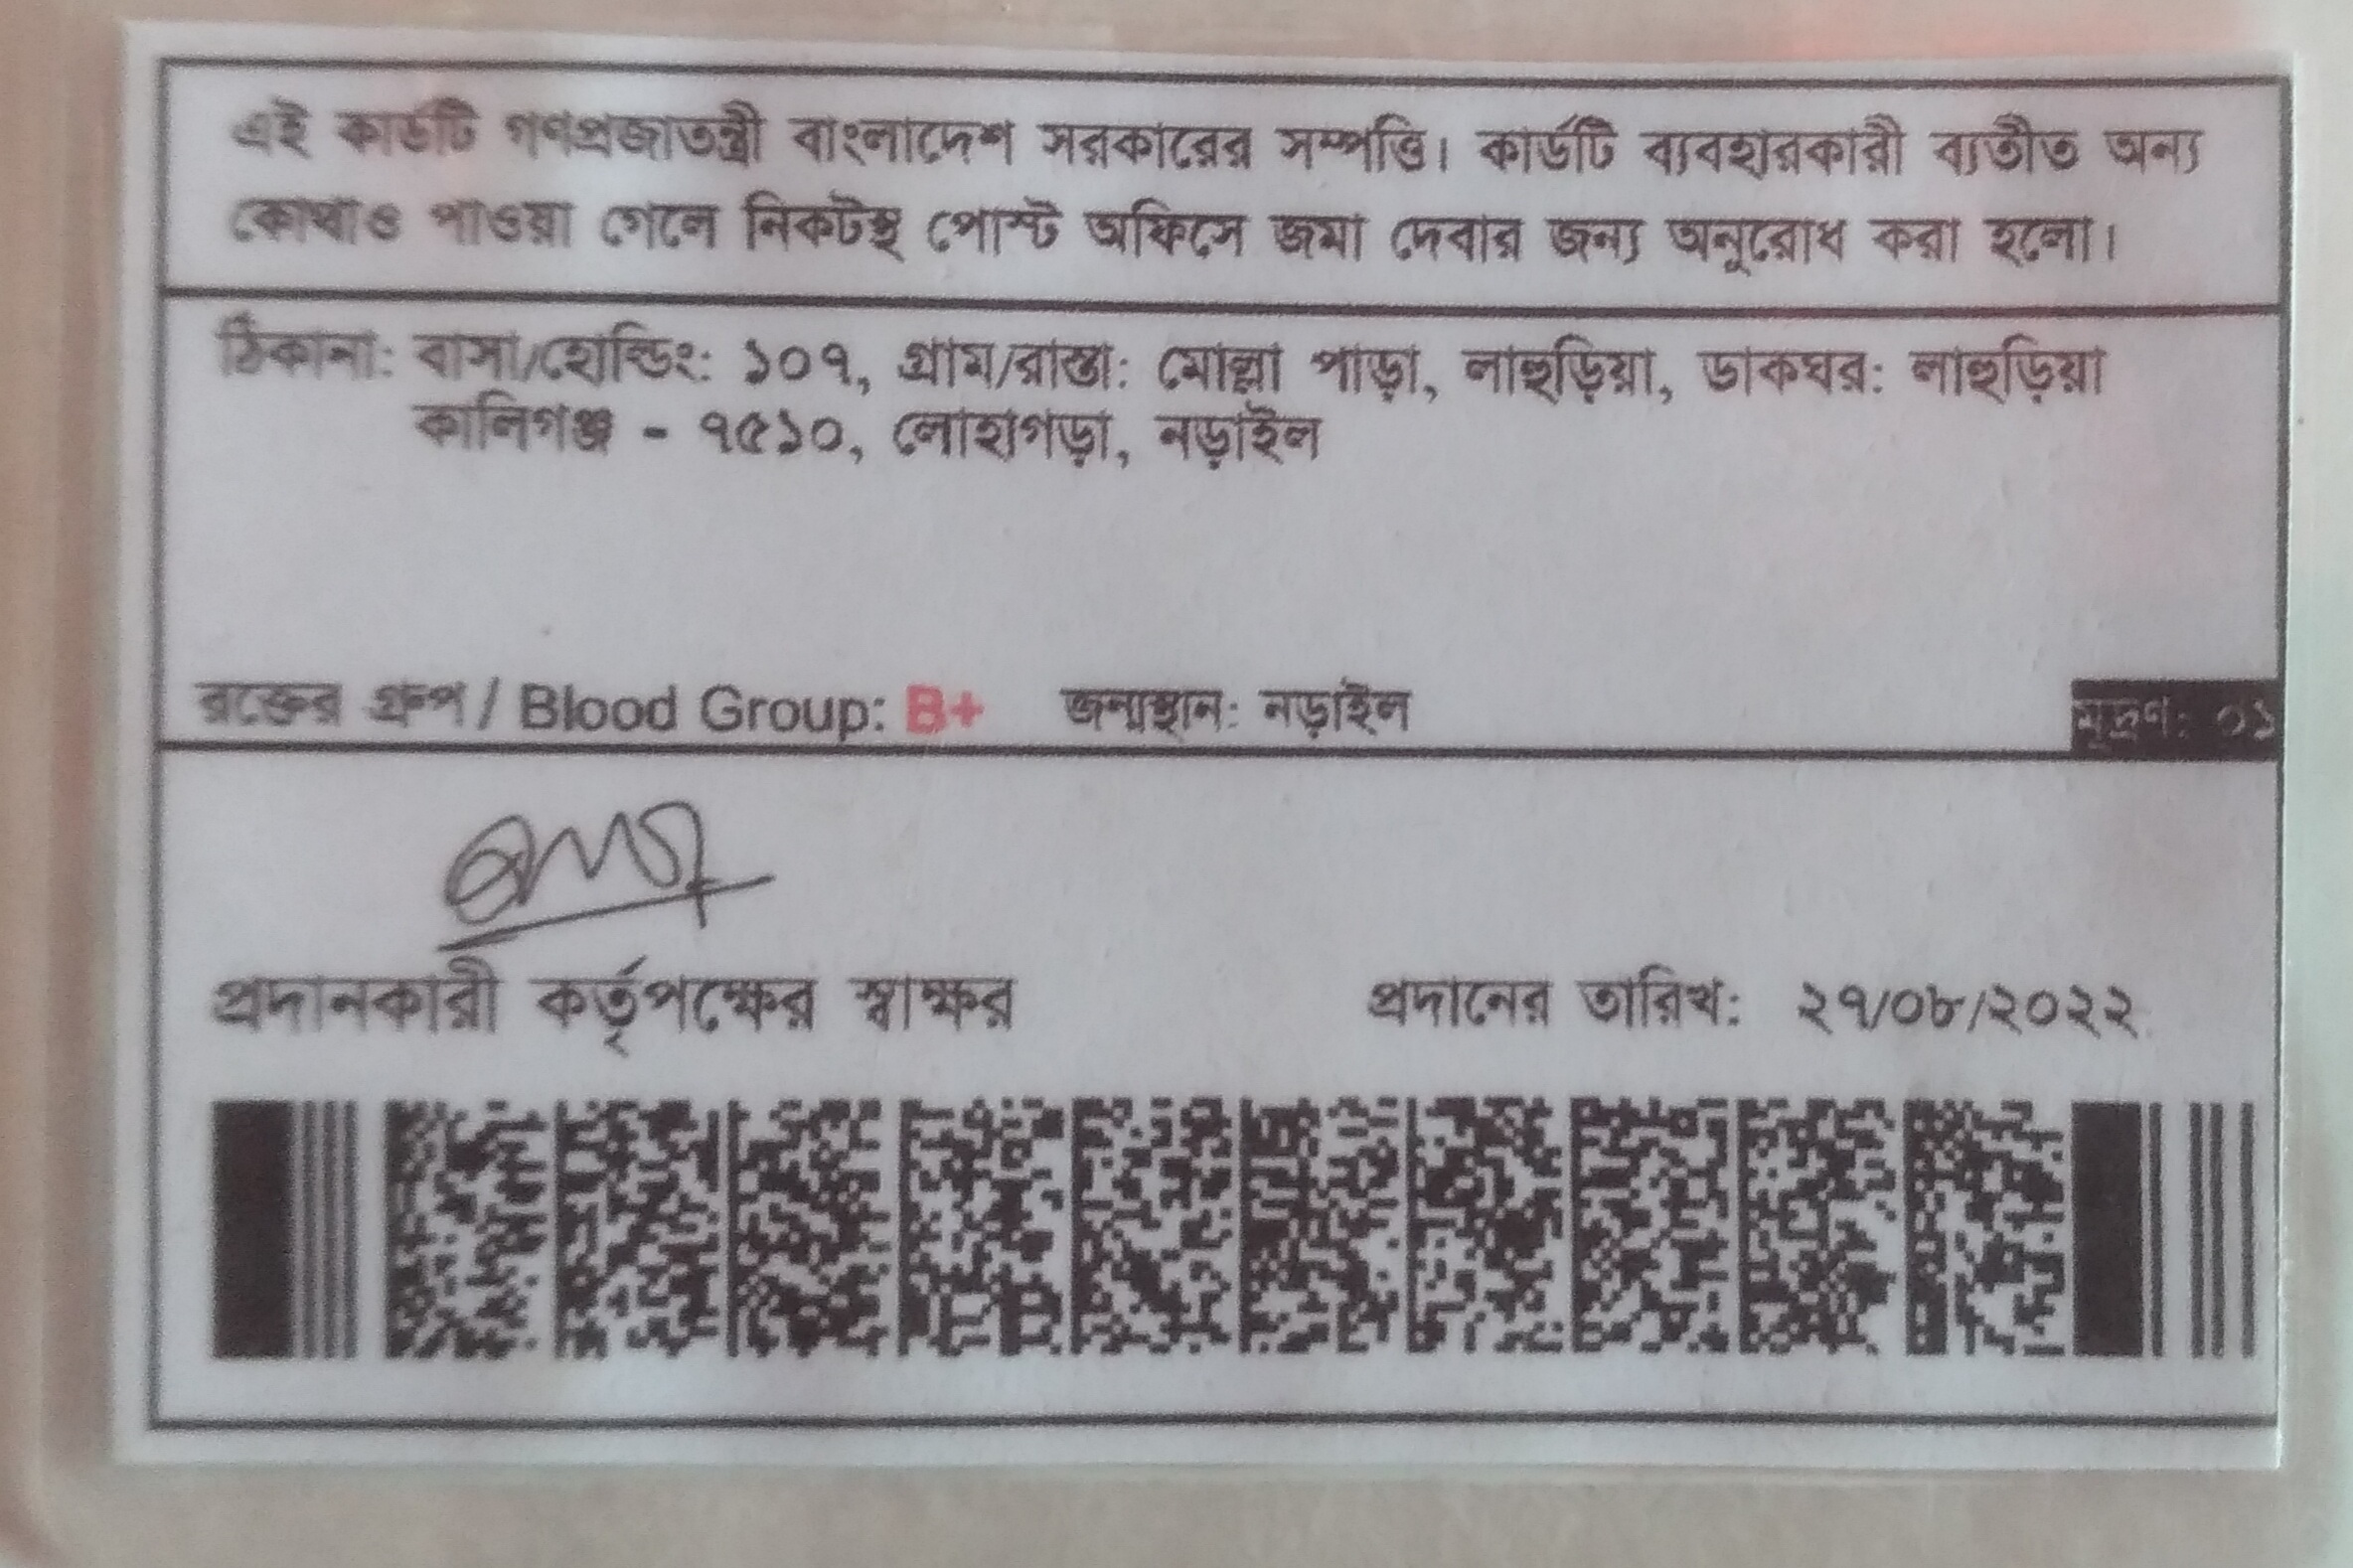 এই কার্ডটি গণপ্রজাতন্ত্রী বাংলাদেশ সরকারের সম্পত্তি। কার্ডটি ব্যবহারকারী ব্যতীত অন্য
কোথাও পাওয়া গেলে নিকটস্থ পোস্ট অফিসে জমা দেবার জন্য অনুরোধ করা হলো।
ঠিকানা: বাসা/হোল্ডিং: ১০৭, গ্রাম/রাস্তা: মোল্লা পাড়া, লাহুড়িয়া, ডাকঘর: লাহুড়িয়া
কালিগঞ্জ - ৭৫১০, লোহাগড়া, নড়াইল
রক্তের গ্রুপ / Blood Group: B+ জন্মস্থান: নড়াইল মুদ্রণ: ০১
প্রদানকারী কর্তৃপক্ষের স্বাক্ষর প্রদানের তারিখ: ২৭/০৮/২০২২